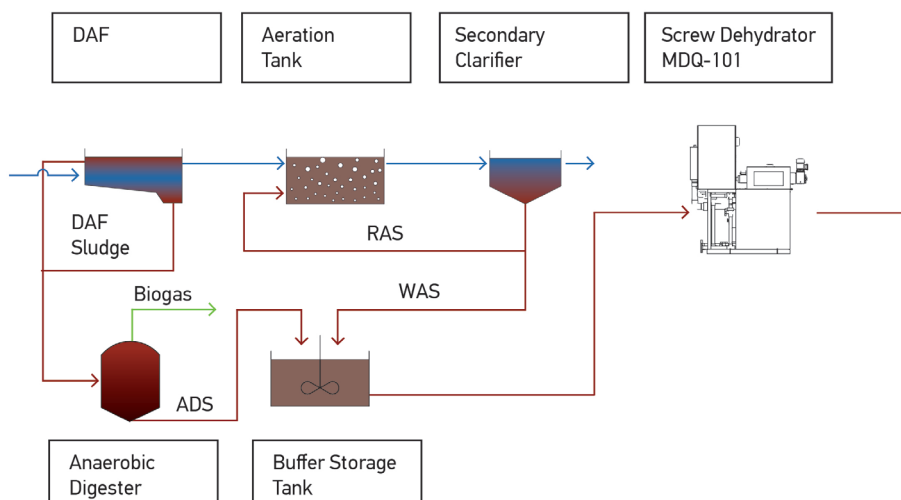 DAF
Aeration
Tank
Secondary
Clarifier
Screw Dehydrator
MDQ-101
DAF
Sludge
RAS
Biogas
WAS
ADS
Anaerobic
Digester
Buffer Storage
Tank